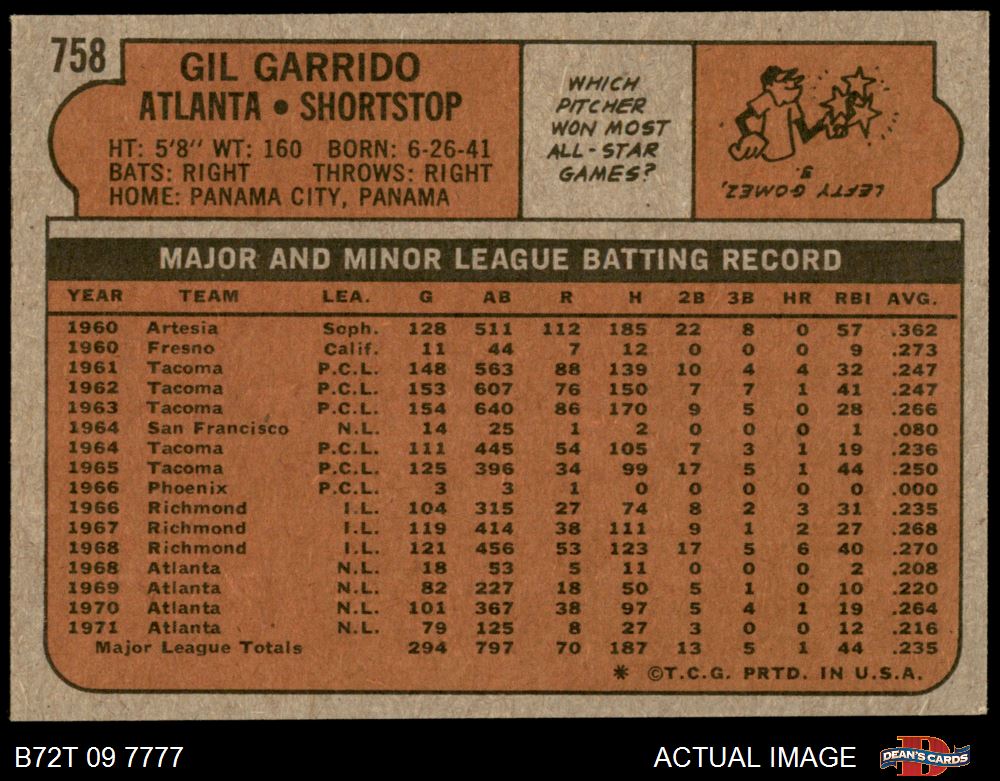 758
GIL GARRIDO
ATLANTA • SHORTSTOP
HT: 5'8" WT: 160 BORN: 6-26-41
BATS: RIGHT THROWS: RIGHT
HOME: PANAMA CITY, PANAMA
WHICH
PITCHER
WON MOST
ALL-STAR
GAMES?
LEFTY GOMEZ,
3.
MAJOR AND MINOR LEAGUE BATTING RECORD
YEAR TEAM LEA. G AB R H 2B 3B HR RBI AVG.
1960 Artesia Soph. 128 511 112 185 22 8 0 57 .362
1960 Fresno Calif. 11 44 7 12 0 0 0 9 .273
1961 Tacoma P.C.L. 148 563 88 139 10 4 4 32 .247
1962 Tacoma P.C.L. 153 607 76 150 7 7 1 41 .247
1963 Tacoma P.C.L. 154 640 86 170 9 5 0 28 .266
1964 San Francisco N.L. 14 25 1 2 0 0 0 1 .080
1964 Tacoma P.C.L. 111 445 54 105 7 3 1 19 .236
1965 Tacoma P.C.L. 125 396 34 99 17 5 1 44 .250
1966 Phoenix P.C.L. 3 3 1 0 0 0 0 0 .000
1966 Richmond I.L. 104 315 27 74 8 2 3 31 .235
1967 Richmond I.L. 119 414 38 111 9 1 2 27 .268
1968 Richmond I.L. 121 456 53 123 17 5 6 40 .270
1968 Atlanta N.L. 18 53 5 11 0 0 0 2 .208
1969 Atlanta N.L. 82 227 18 50 5 1 0 10 .220
1970 Atlanta N.L. 101 367 38 97 5 4 1 19 .264
1971 Atlanta N.L. 79 125 8 27 3 0 0 12 .216
Major League Totals 294 797 70 187 13 5 1 44 .235
* ©T.C.G. PRTD. IN U.S.A.
B72T 09 7777 ACTUAL IMAGE
DEAN'S CARDS